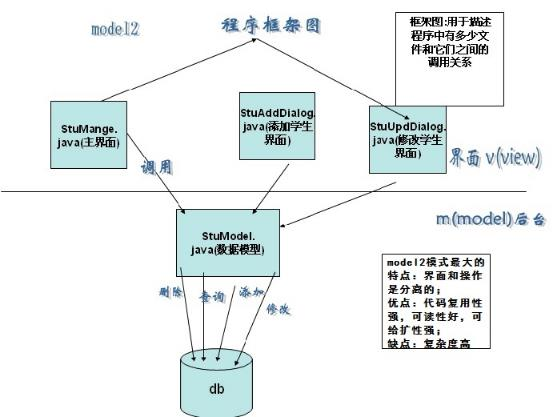 model2
程序框架图
框架图:用于描述
程序中有多少文
件和它们之间的
调用关系
StuMange.
java(主界面)
StuAddDialog.
java(添加学生
界面)
StuUpdDialog.
java(修改学生
界面)
界面 v(view)
调用
m(model)后台
StuModel.
java(数据模型)
删除
查询
添加
修改
db
model2模式最大的
特点：界面和操作
是分离的；
优点：代码复用性
强，可读性好，可
给扩性强；
缺点：复杂度高